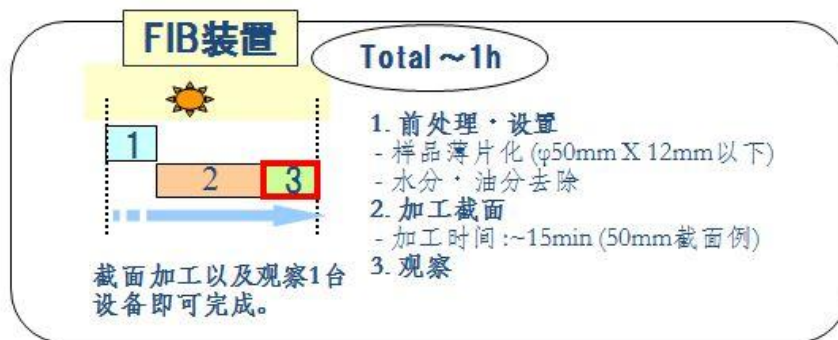 FIB装置
Total～1h
1
2
3
截面加工以及观察1台
设备即可完成。
1. 前处理・设置
- 样品薄片化 (φ50mm X 12mm以下)
- 水分・油分去除
2. 加工截面
- 加工时间 :~15min (50mm截面例)
3. 观察